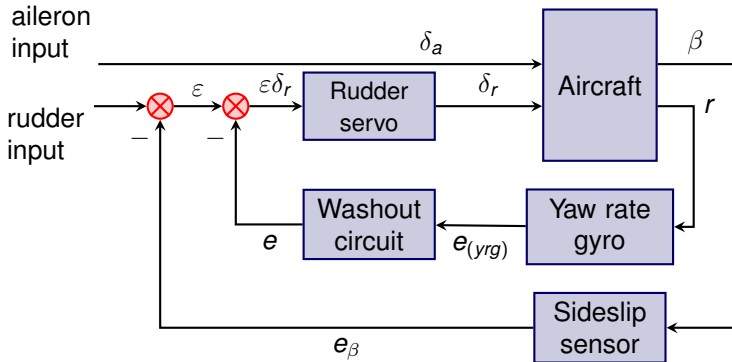 aileron
input
δₐ
Aircraft
β
ε
εδᵣ
Rudder
servo
δᵣ
r
rudder
input
−
−
Washout
circuit
Yaw rate
gyro
e
e₍yrg₎
Sideslip
sensor
eᵦ